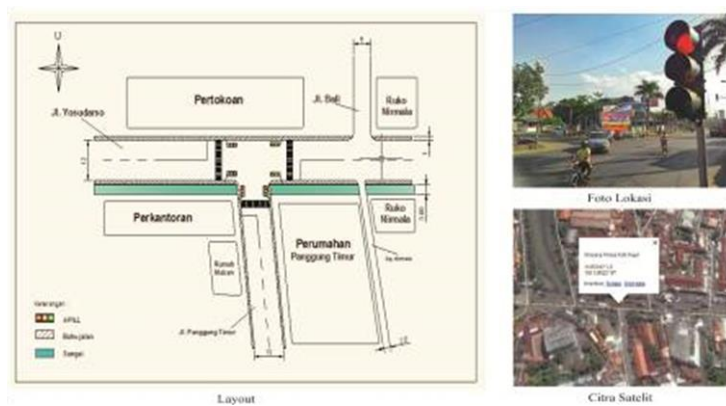 U
Pertokoan
Jl. Yosudarso
Jl. Bali
Ruko
Nirmala
Perkantoran
Rumah
Makan
Perumahan
Panggung Timur
Ruko
Nirmala
Jl. Panggung Timur
Keterangan :
APILL
Bahu jalan
Sungai
Layout
Foto Lokasi
Citra Satelit